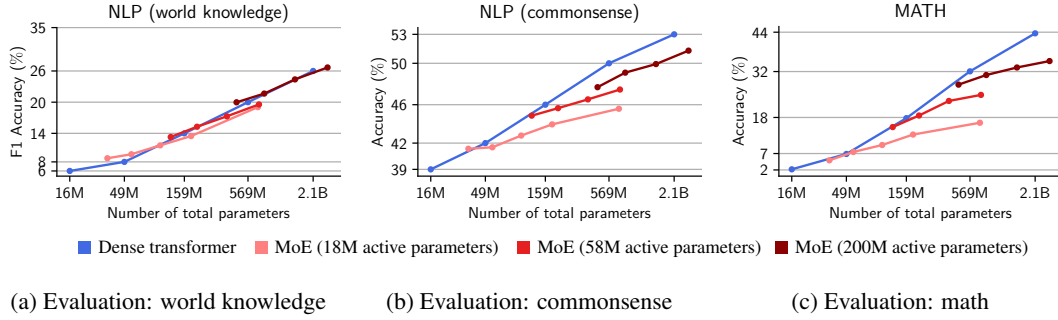 NLP (world knowledge)
F1 Accuracy (%)
35
26
20
14
8
6
16M 49M 159M 569M 2.1B
Number of total parameters
NLP (commonsense)
Accuracy (%)
53
50
46
42
39
16M 49M 159M 569M 2.1B
Number of total parameters
MATH
Accuracy (%)
44
32
18
7
2
16M 49M 159M 569M 2.1B
Number of total parameters
Dense transformer MoE (18M active parameters) MoE (58M active parameters) MoE (200M active parameters)
(a) Evaluation: world knowledge
(b) Evaluation: commonsense
(c) Evaluation: math